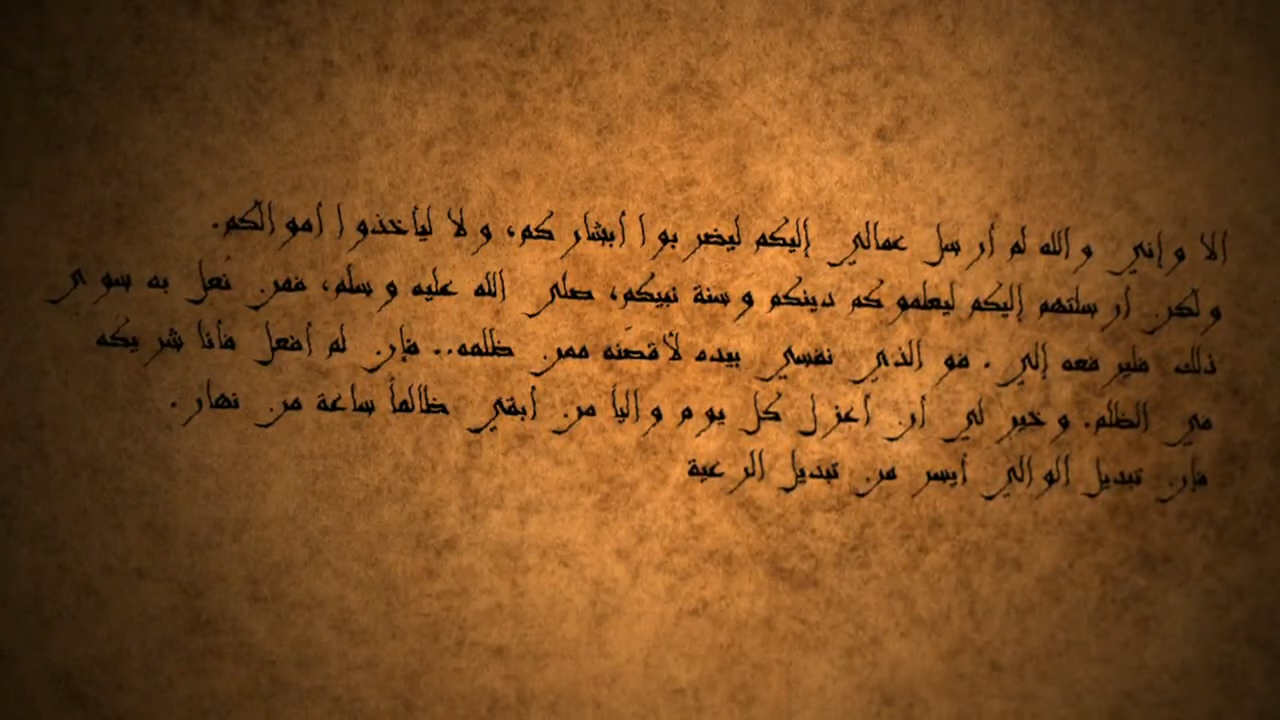 الا وإني والله لم أرسل عمالي إليكم ليضربوا أبشاركم، ولا ليأخذوا أموالكم.
ولكن أرسلتهم إليكم ليعلموكم دينكم وسنة نبيكم، صلى الله عليه وسلم، فمن فُعل به سوى
ذلك فليرفعه إلي . فو الذي نفسي بيده لأقصّنه ممن ظلمه.. فإن لم أفعل فأنا شريكه
في الظلم. وخير لي أن أعزل كل يوم والياً من أبقي ظالماً ساعة من نهار .
فإن تبديل الوالي أيسر من تبديل الرعية